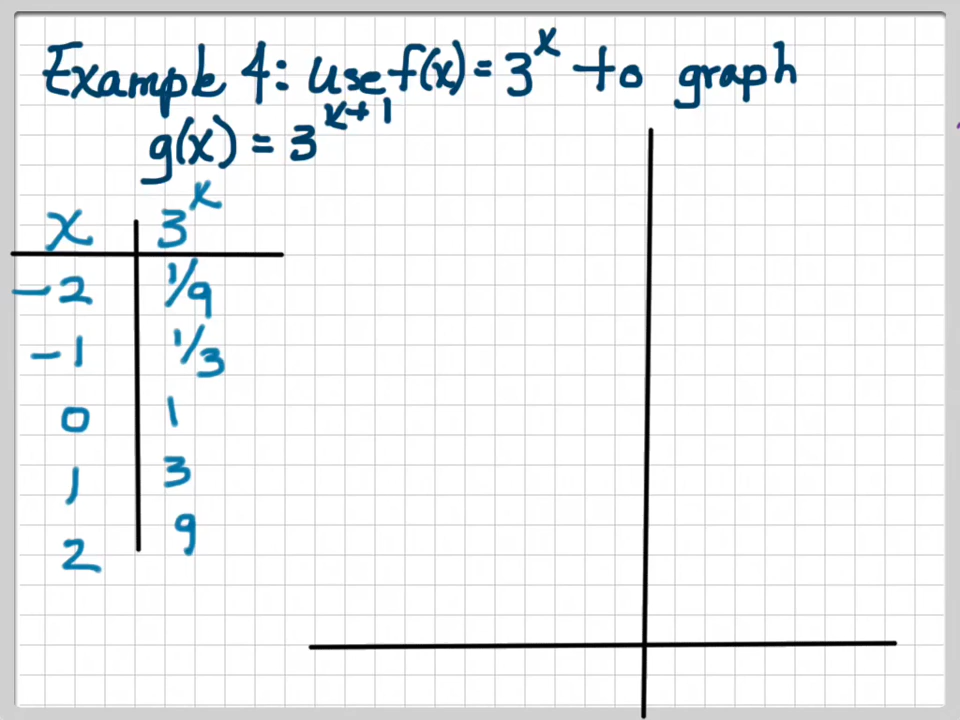 Example 4: Use f(x) = 3^x to graph
g(x) = 3^x+1
x 3^x
-2 1/9
-1 1/3
0 1
1 3
2 9